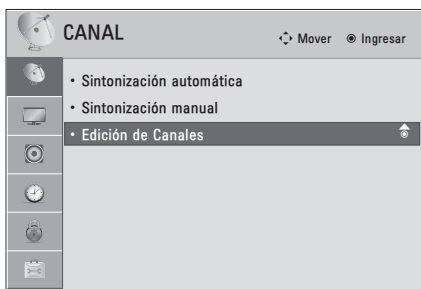 CANAL
Mover Ingresar
• Sintonización automática
• Sintonización manual
• Edición de Canales